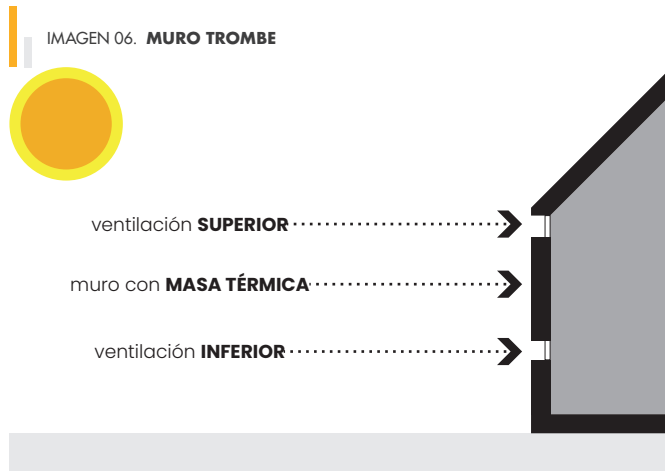 IMAGEN 06. MURO TROMBE
ventilación SUPERIOR
muro con MASA TÉRMICA
ventilación INFERIOR